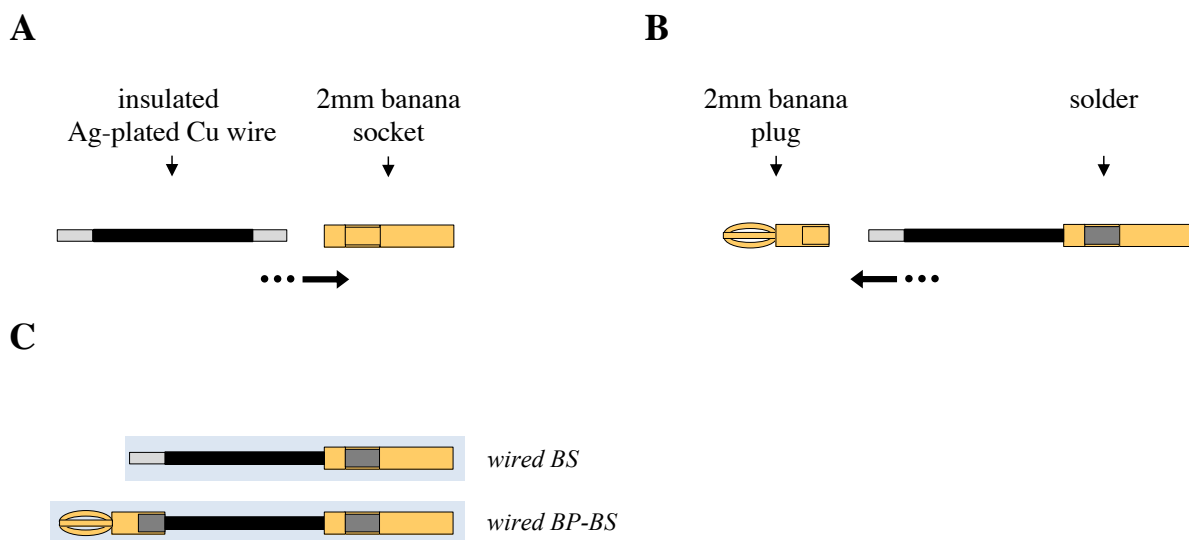 A
B
insulated
Ag-plated Cu wire
2mm banana
socket
2mm banana
plug
solder
C
wired BS
wired BP-BS